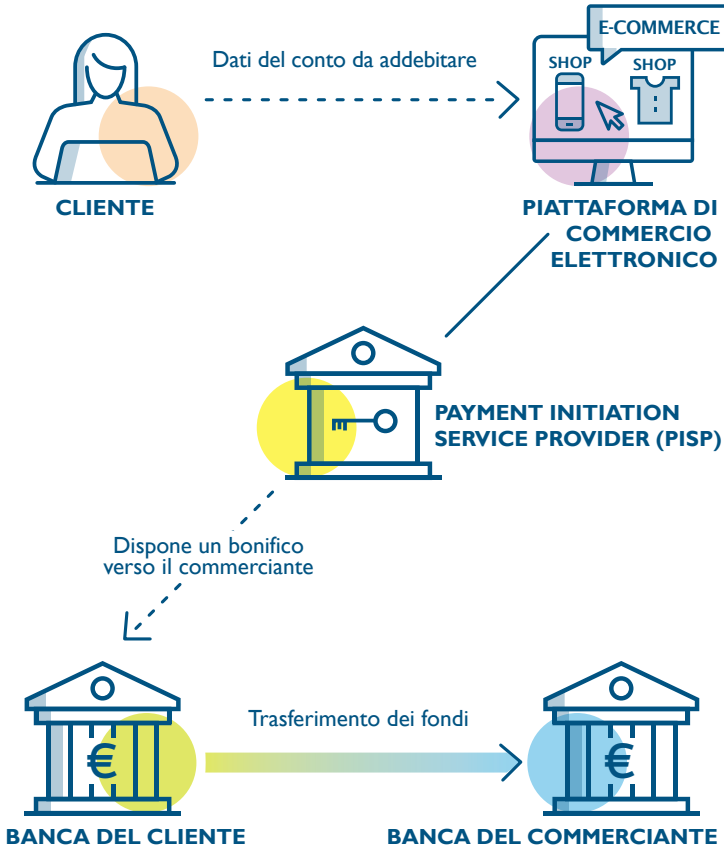 E-COMMERCE
Dati del conto da addebitare
SHOP
SHOP
CLIENTE
PIATTAFORMA DI
COMMERCIO
ELETTRONICO
PAYMENT INITIATION
SERVICE PROVIDER (PISP)
Dispone un bonifico
verso il commerciante
€
Trasferimento dei fondi
€
BANCA DEL CLIENTE
BANCA DEL COMMERCIANTE